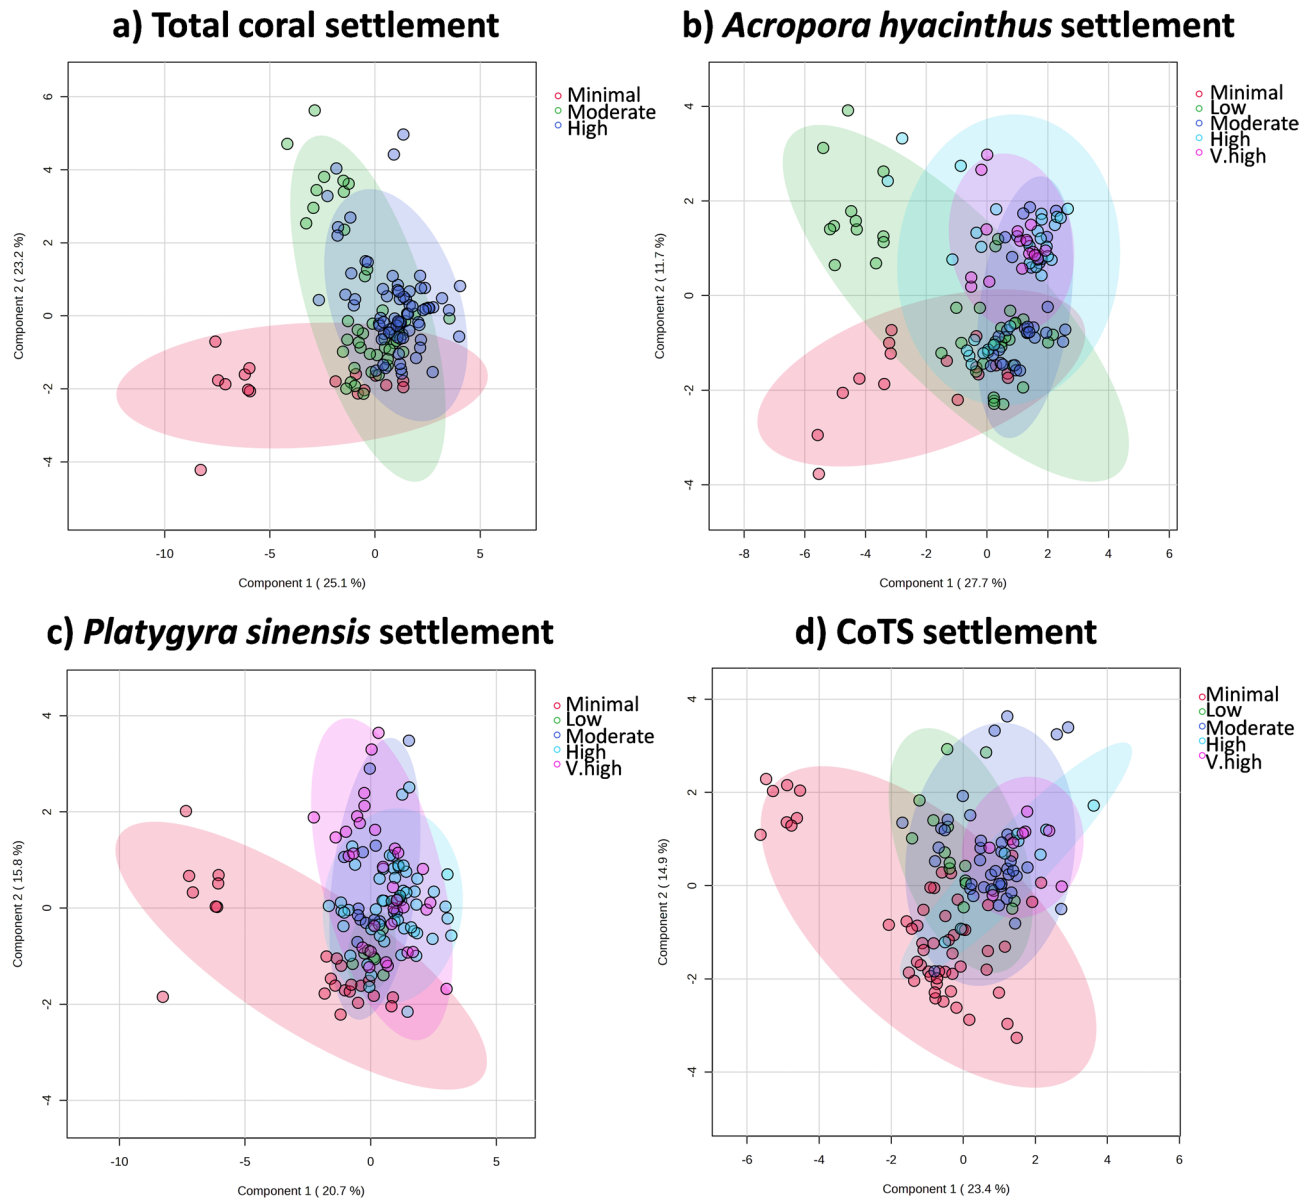 a) Total coral settlement
6
4
2
0
-2
-4
-10
-5
0
5
Component 2 ( 23.2 %)
Component 1 ( 25.1 %)
Minimal
Moderate
High
b) Acropora hyacinthus settlement
4
2
0
-2
-4
-8
-6
-4
-2
0
2
4
6
Component 2 ( 11.7 %)
Component 1 ( 27.7 %)
Minimal
Low
Moderate
High
V.high
c) Platygyra sinensis settlement
4
2
0
-2
-4
-10
-5
0
5
Component 2 ( 15.8 %)
Component 1 ( 20.7 %)
Minimal
Low
Moderate
High
V.high
d) CoTS settlement
4
2
0
-2
-4
-6
-4
-2
0
2
4
6
Component 2 ( 14.9 %)
Component 1 ( 23.4 %)
Minimal
Low
Moderate
High
V.high